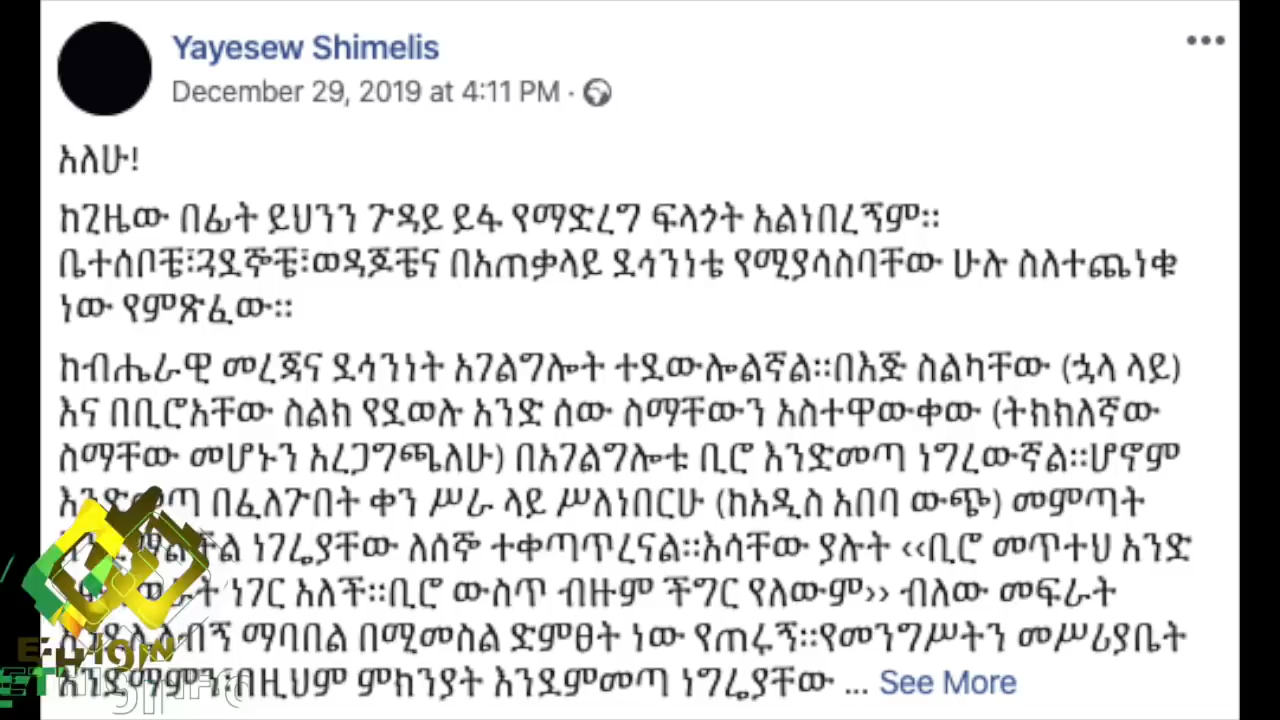 Yayesew Shimelis
December 29, 2019 at 4:11 PM ·
አለሁ!
ከጊዜው በፊት ይህንን ጉዳይ ይፋ የማድረግ ፍላጎት አልነበረኝም።
ቤተሰቦቼ፣ጓደኞቼ፣ወዳጆቼና በአጠቃላይ ደኅንነቴ የሚያሳስባቸው ሁሉ ስለተጨነቁ
ነው የምጽፈው።
ከብሔራዊ መረጃና ደኅንነት አገልግሎት ተደውሎልኛል።በእጅ ስልካቸው (ኋላ ላይ)
እና በቢሮአቸው ስልክ የደወሉ አንድ ሰው ስማቸውን አስተዋውቀው (ትክክለኛው
ስማቸው መሆኑን አረጋግጫለሁ) በአገልግሎቱ ቢሮ እንድመጣ ነግረውኛል።ሆኖም
እንድመጣ በፈለጉበት ቀን ሥራ ላይ ሥለነበርሁ (ከአዲስ አበባ ውጭ) መምጣት
ነገሬያቸው ለሰኞ ተቀጣጥረናል።እሳቸው ያሉት ‹‹ቢሮ መጥተህ አንድ
ነገር አለች።ቢሮ ውስጥ ብዙም ችግር የለውም›› ብለው መፍራት
ማባበል በሚመስል ድምፀት ነው የጠሩኝ።የመንግሥትን መሥሪያቤት
በዚህም ምክንያት እንደምመጣ ነግሬያቸው ... See More